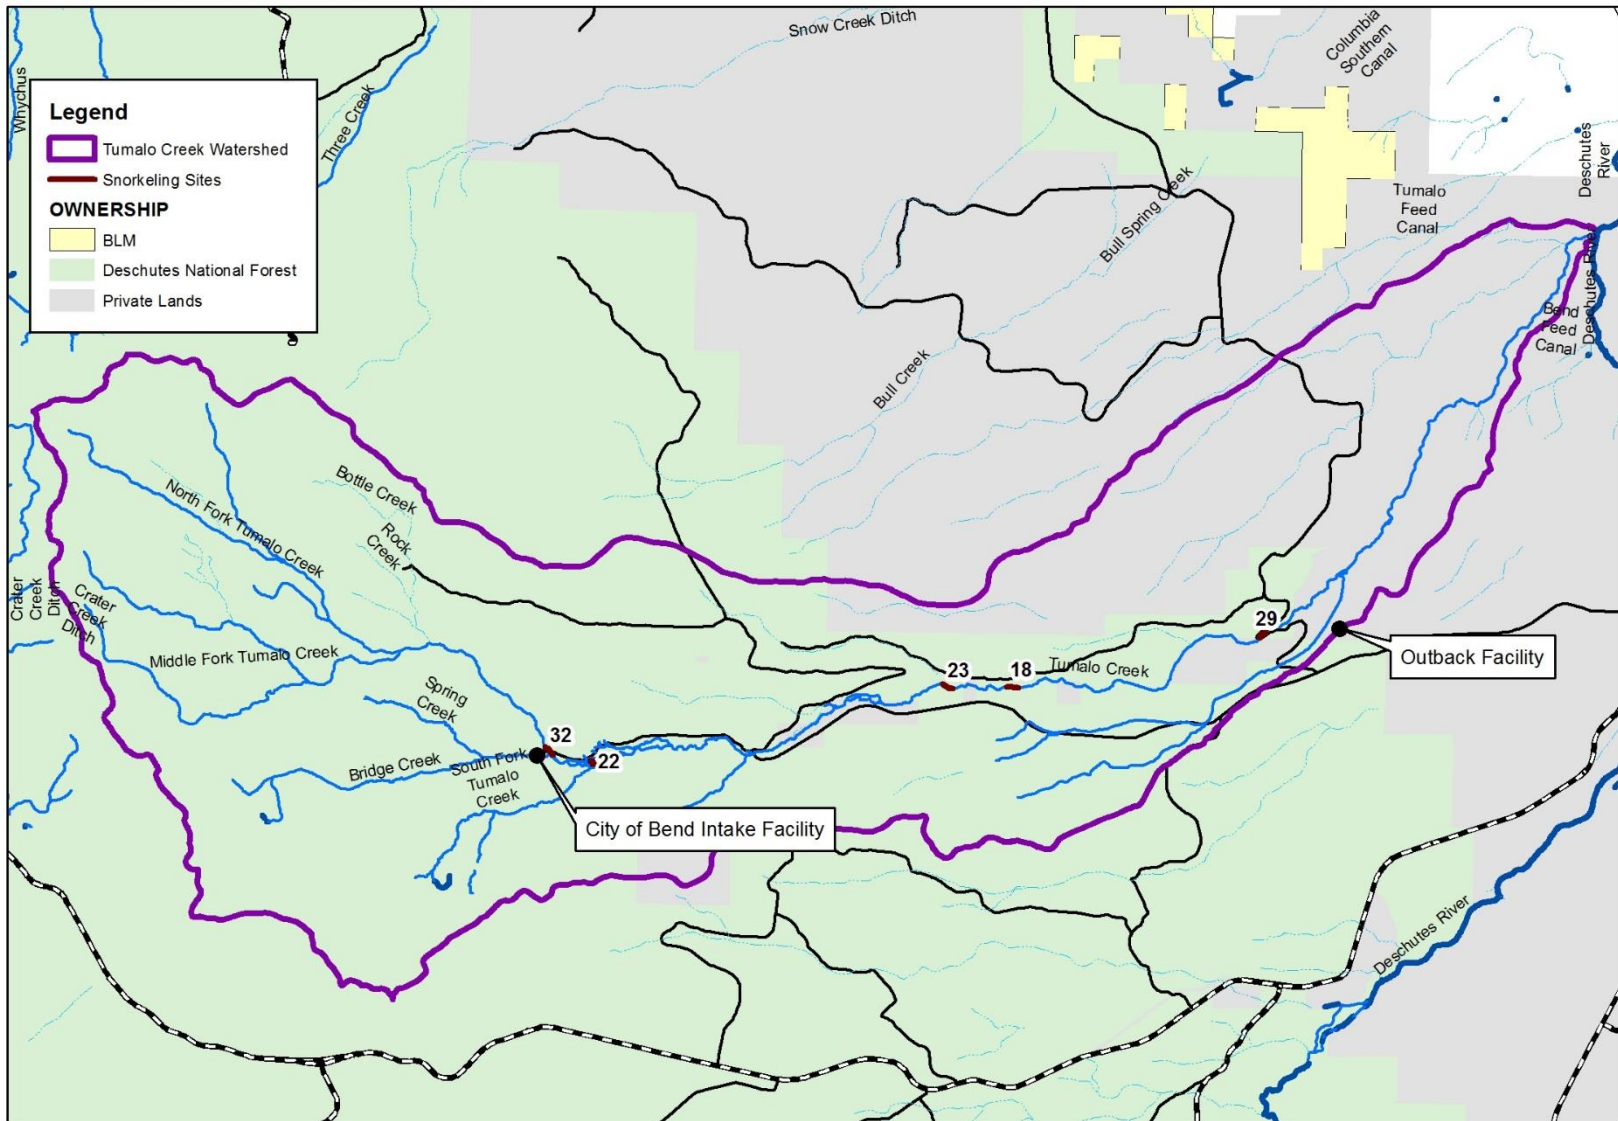 Snow Creek Ditch
Columbia
Southern
Canal
Whychus
Three Creek
Legend
Tumalo Creek Watershed
Snorkeling Sites
OWNERSHIP
BLM
Deschutes National Forest
Private Lands
Deschutes
River
Tumalo
Feed
Canal
Bull Spring Creek
Deschutes River
Bend
Feed
Canal
Bull Creek
Bottle Creek
North Fork Tumalo Creek
Rock
Creek
Crater
Creek
Ditch
Crater
Creek
Ditch
Middle Fork Tumalo Creek
Spring
Creek
29
Outback Facility
23
18
Tumalo Creek
32
22
Bridge Creek
South Fork
Tumalo
Creek
City of Bend Intake Facility
Deschutes River